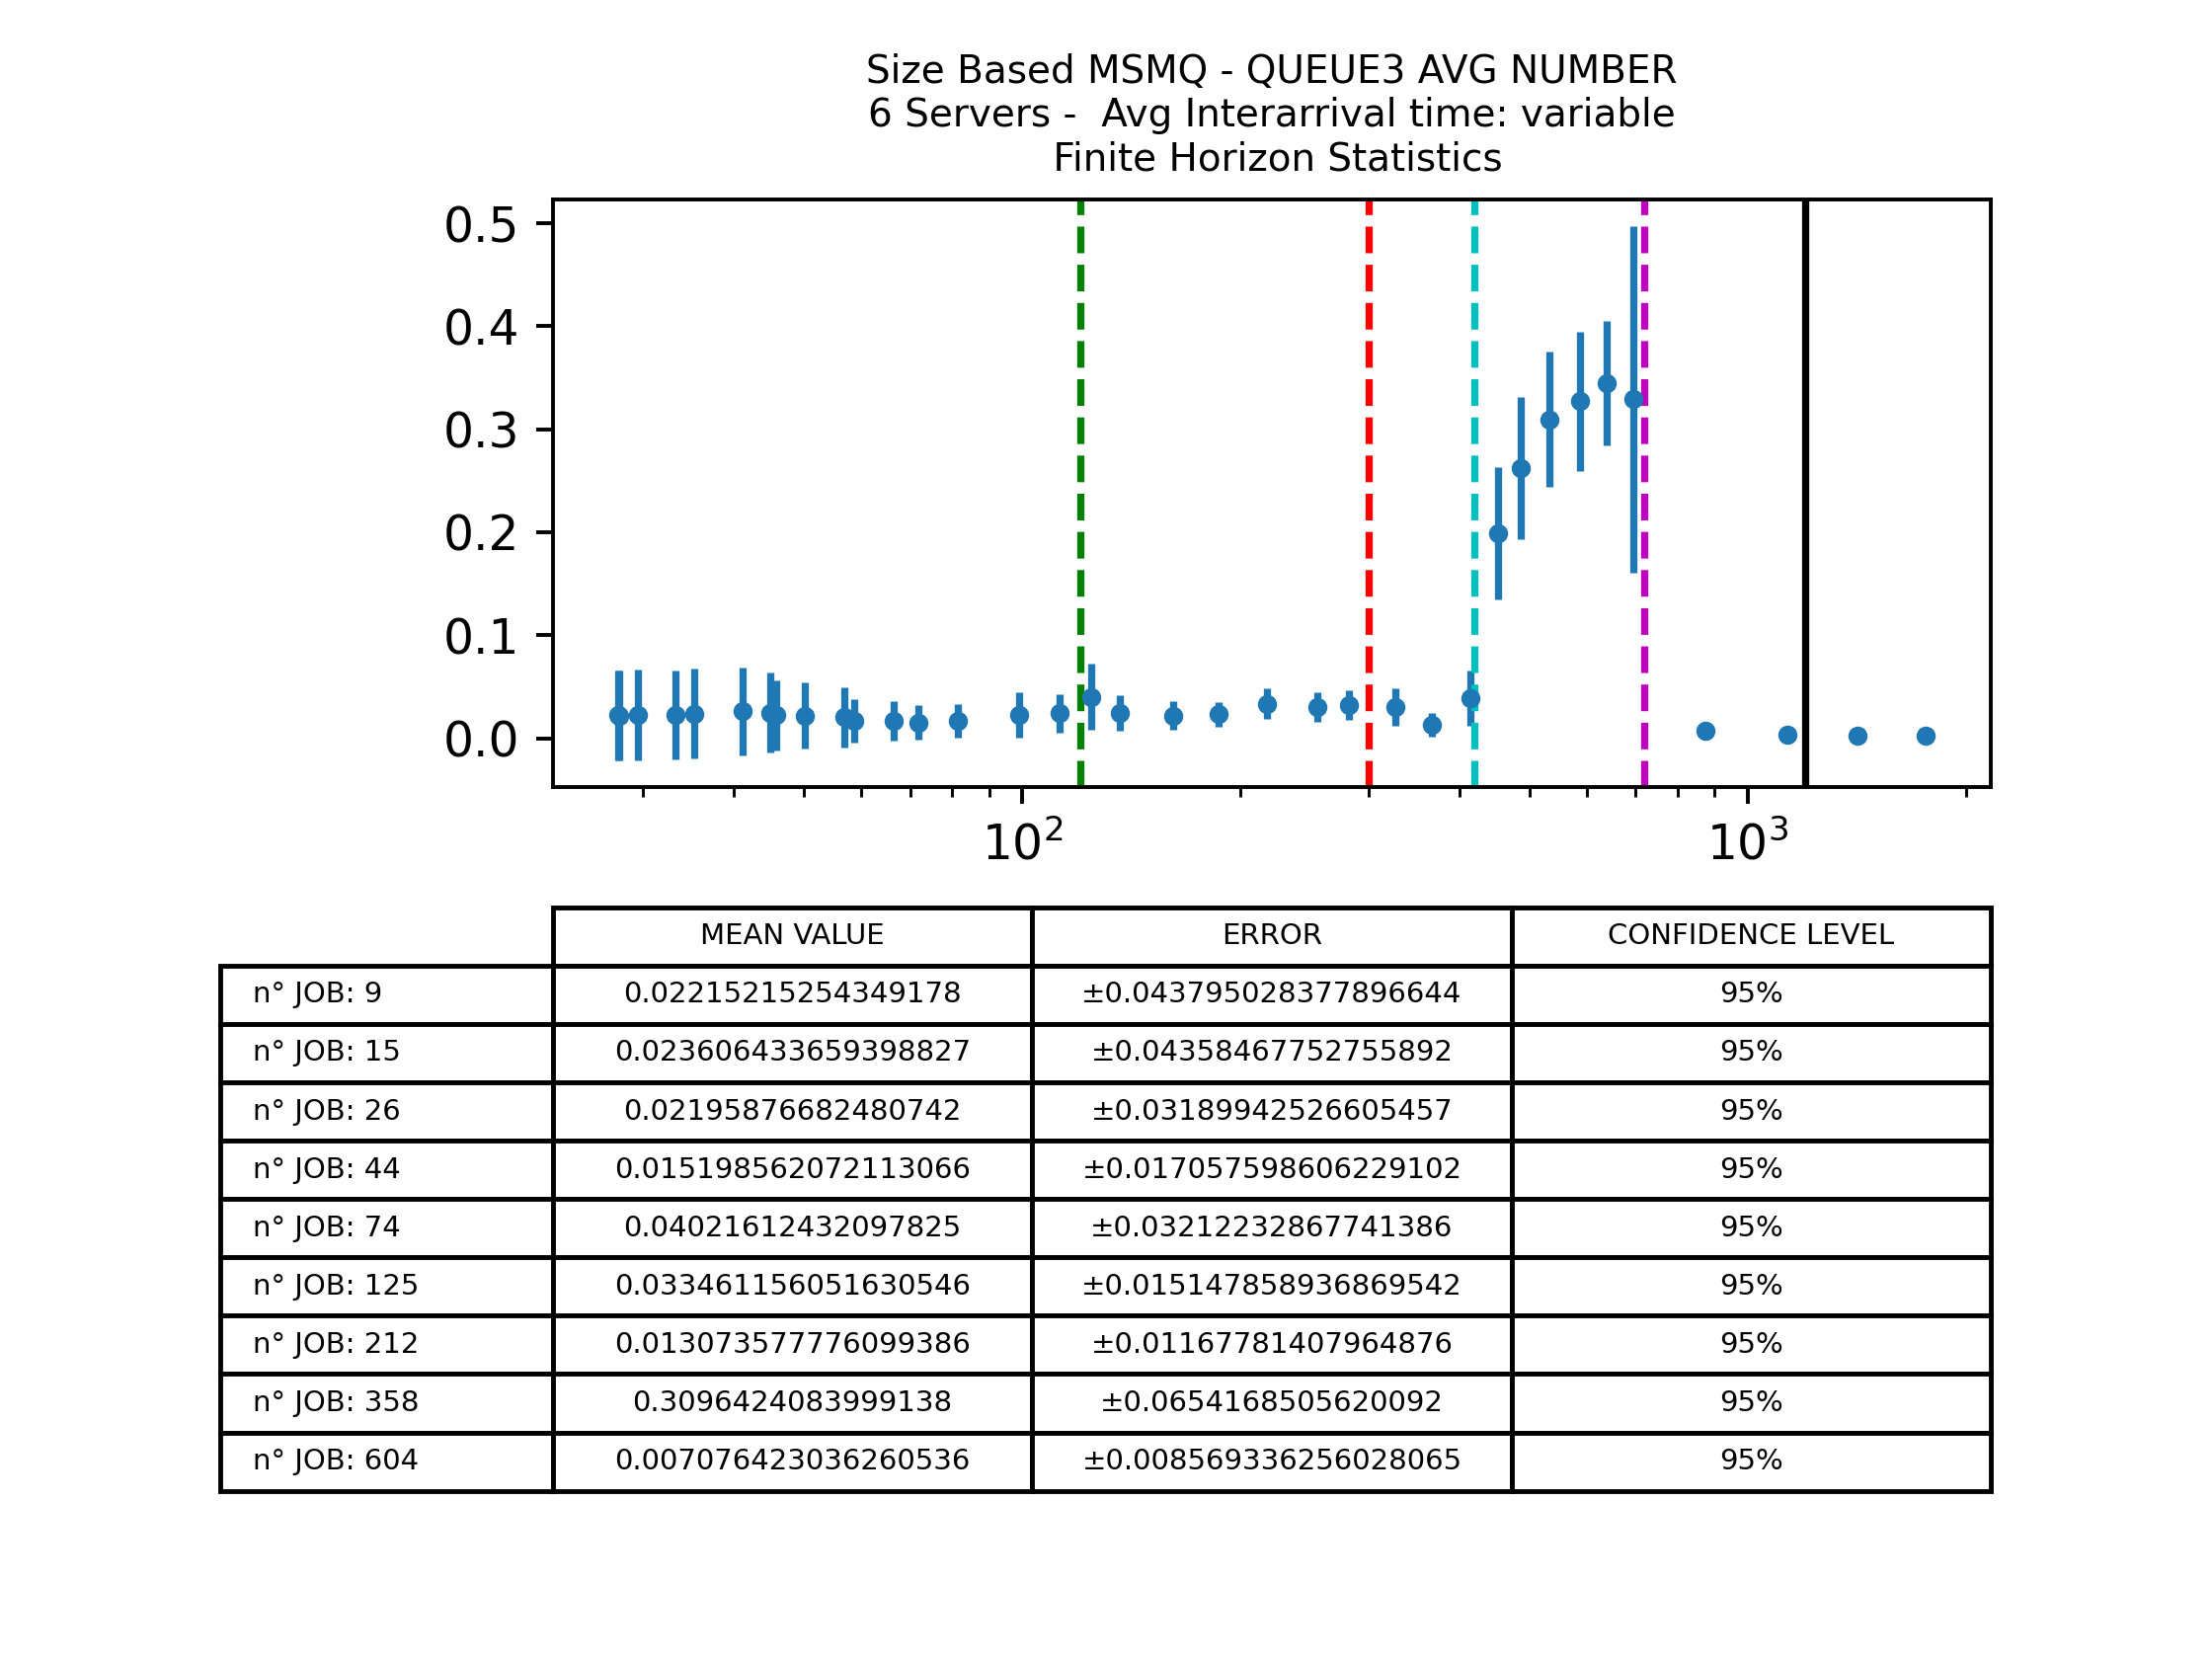 Size Based MSMQ - QUEUE3 AVG NUMBER
6 Servers -  Avg Interarrival time: variable
Finite Horizon Statistics
0.5
0.4
0.3
0.2
0.1
0.0
10²
10³
MEAN VALUE ERROR CONFIDENCE LEVEL
n° JOB: 9 0.02215215254349178 ±0.043795028377896644 95%
n° JOB: 15 0.023606433659398827 ±0.04358467752755892 95%
n° JOB: 26 0.02195876682480742 ±0.03189942526605457 95%
n° JOB: 44 0.015198562072113066 ±0.017057598606229102 95%
n° JOB: 74 0.04021612432097825 ±0.03212232867741386 95%
n° JOB: 125 0.033461156051630546 ±0.015147858936869542 95%
n° JOB: 212 0.013073577776099386 ±0.01167781407964876 95%
n° JOB: 358 0.3096424083999138 ±0.0654168505620092 95%
n° JOB: 604 0.007076423036260536 ±0.008569336256028065 95%